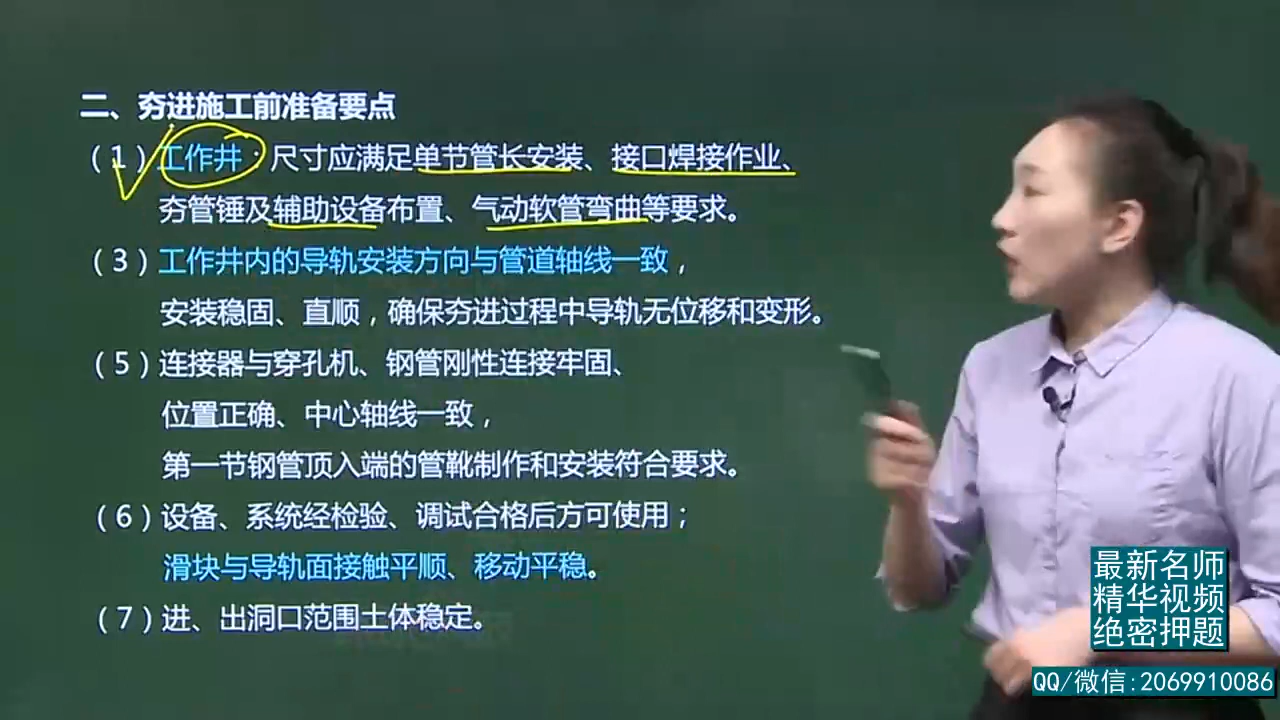 二、夯进施工前准备要点
（1）工作井：尺寸应满足单节管长安装、接口焊接作业、
夯管锤及辅助设备布置、气动软管弯曲等要求。
（3）工作井内的导轨安装方向与管道轴线一致，
安装稳固、直顺，确保夯进过程中导轨无位移和变形。
（5）连接器与穿孔机、钢管刚性连接牢固、
位置正确、中心轴线一致，
第一节钢管顶入端的管靴制作和安装符合要求。
（6）设备、系统经检验、调试合格后方可使用；
滑块与导轨面接触平顺、移动平稳。
（7）进、出洞口范围土体稳定。
最新名师
精华视频
绝密押题
QQ/微信:2069910086